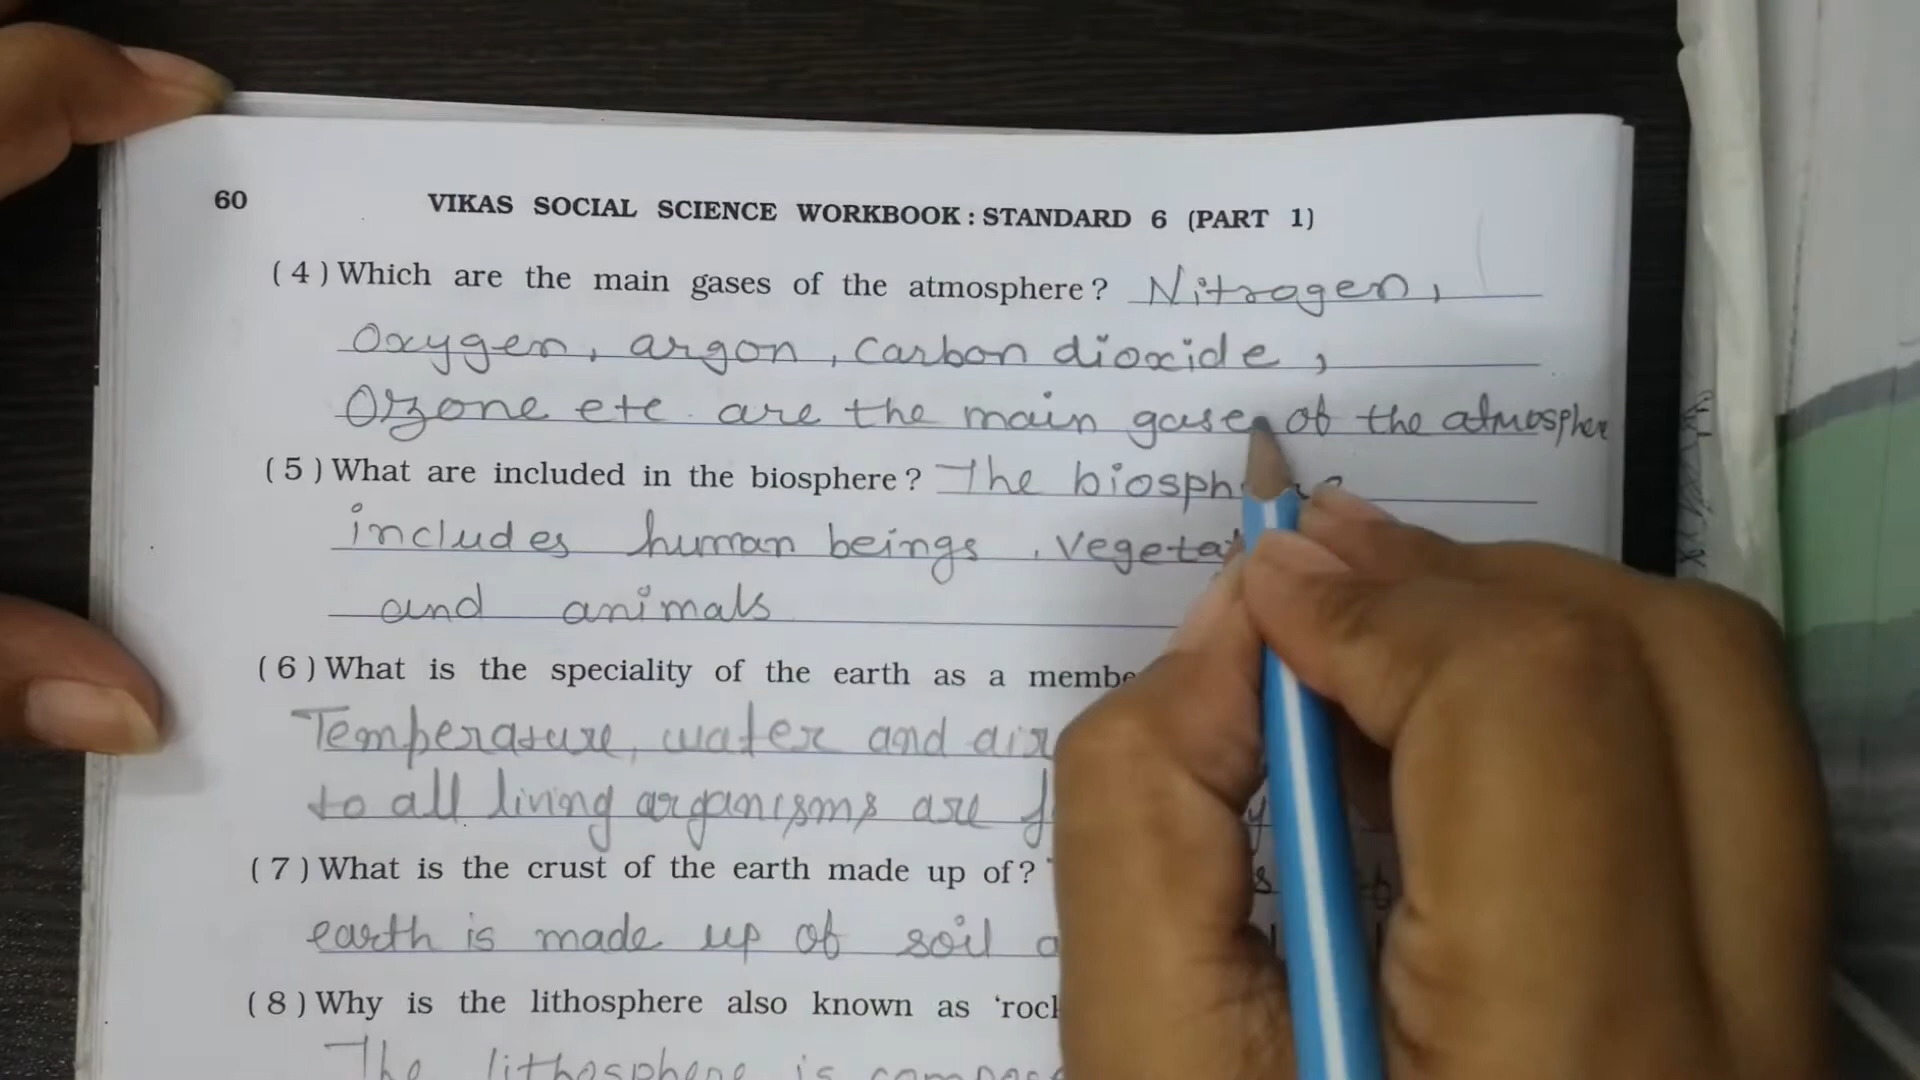 60 VIKAS SOCIAL SCIENCE WORKBOOK : STANDARD 6 (PART 1)
( 4 ) Which are the main gases of the atmosphere? Nitrogen,
Oxygen, argon, carbon dioxide,
Ozone etc. are the main gases of the atmospher
( 5 ) What are included in the biosphere? The
includes human beings, vegeta
and animals
( 6 ) What is the speciality of the earth as a membe
Temperature, water and air
to all living organisms are
( 7 ) What is the crust of the earth made up of?
earth is made up of soil
( 8 ) Why is the lithosphere also known as 'rock
The lithosphere is